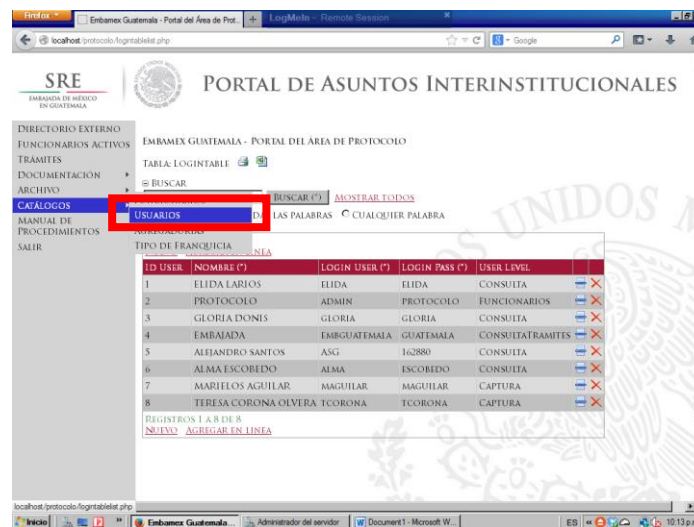 Firefox
Embamex Guatemala - Portal del Área de Prot...
LogMeIn - Remote Session
localhost/protocolo/logintablelist.php
Google
SRE
EMBAJADA DE MÉXICO
EN GUATEMALA
PORTAL DE ASUNTOS INTERINSTITUCIONALES
DIRECTORIO EXTERNO
FUNCIONARIOS ACTIVOS
TRÁMITES
DOCUMENTACIÓN
ARCHIVO
CATÁLOGOS
MANUAL DE
PROCEDIMIENTOS
SALIR
EMBAMEX GUATEMALA - PORTAL DEL ÁREA DE PROTOCOLO
TABLA: LOGINTABLE
BUSCAR
BUSCAR (*) MOSTRAR TODOS
USUARIOS
LAS PALABRAS CUALQUIER PALABRA
TIPO DE FRANQUICIA
ID USER NOMBRE (*) LOGIN USER (*) LOGIN PASS (*) USER LEVEL
1 ELIDA LARIOS ELIDA ELIDA CONSULTA
2 PROTOCOLO ADMIN PROTOCOLO FUNCIONARIOS
3 GLORIA DONIS GLORIA GLORIA CONSULTA
4 EMBAJADA EMBGUATEMALA GUATEMALA CONSULTATRAMITES
5 ALEJANDRO SANTOS ASG 162880 CONSULTA
6 ALMA ESCOBEDO ALMA ESCOBEDO CONSULTA
7 MARIELOS AGUILAR MAGUILAR MAGUILAR CAPTURA
8 TERESA CORONA OLVERA TCORONA TCORONA CAPTURA
REGISTROS 1 A 8 DE 8
NUEVO AGREGAR EN LINEA
UNIDOS
localhost/protocolo/logintablelist.php
Inicio
Embamex Guatemala...
Administrador del servidor
Document1 - Microsoft W...
ES
10:13 p